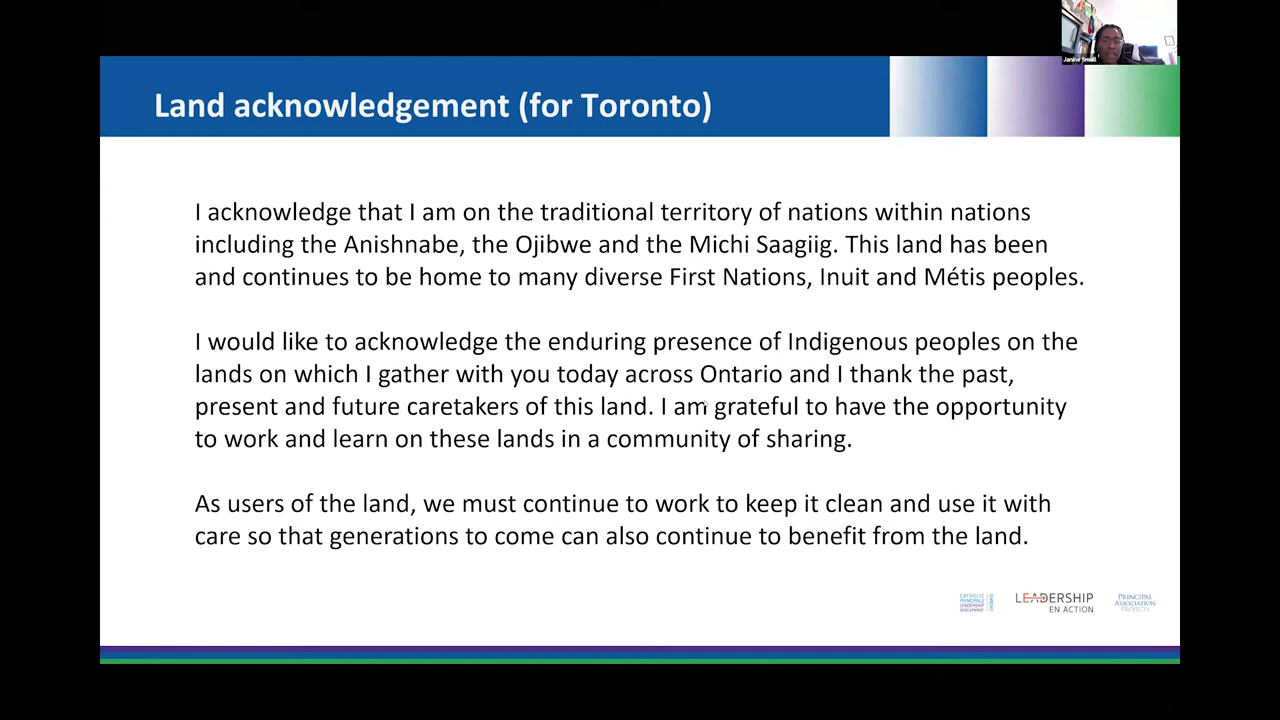 Janine Small
Land acknowledgement (for Toronto)
I acknowledge that I am on the traditional territory of nations within nations
including the Anishnabe, the Ojibwe and the Michi Saagiig. This land has been
and continues to be home to many diverse First Nations, Inuit and Métis peoples.
I would like to acknowledge the enduring presence of Indigenous peoples on the
lands on which I gather with you today across Ontario and I thank the past,
present and future caretakers of this land. I am grateful to have the opportunity
to work and learn on these lands in a community of sharing.
As users of the land, we must continue to work to keep it clean and use it with
care so that generations to come can also continue to benefit from the land.
CATHOLIC
PRINCIPALS
LEADERSHIP
DEVELOPMENT
ONTARIO
LEADERSHIP
EN ACTION
PRINCIPAL
ASSOCIATION
PROJECTS